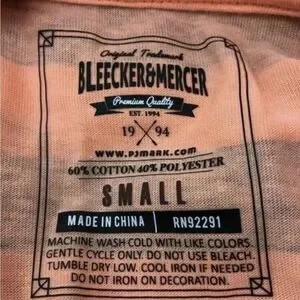 Original Trademark
BLEECKER&MERCER
Premium Quality
EST. 1994
19 94
www.PJMARK.com
60% COTTON 40% POLYESTER
SMALL
MADE IN CHINA RN92291
MACHINE WASH COLD WITH LIKE COLORS.
GENTLE CYCLE ONLY. DO NOT USE BLEACH.
TUMBLE DRY LOW. COOL IRON IF NEEDED
DO NOT IRON ON DECORATION.